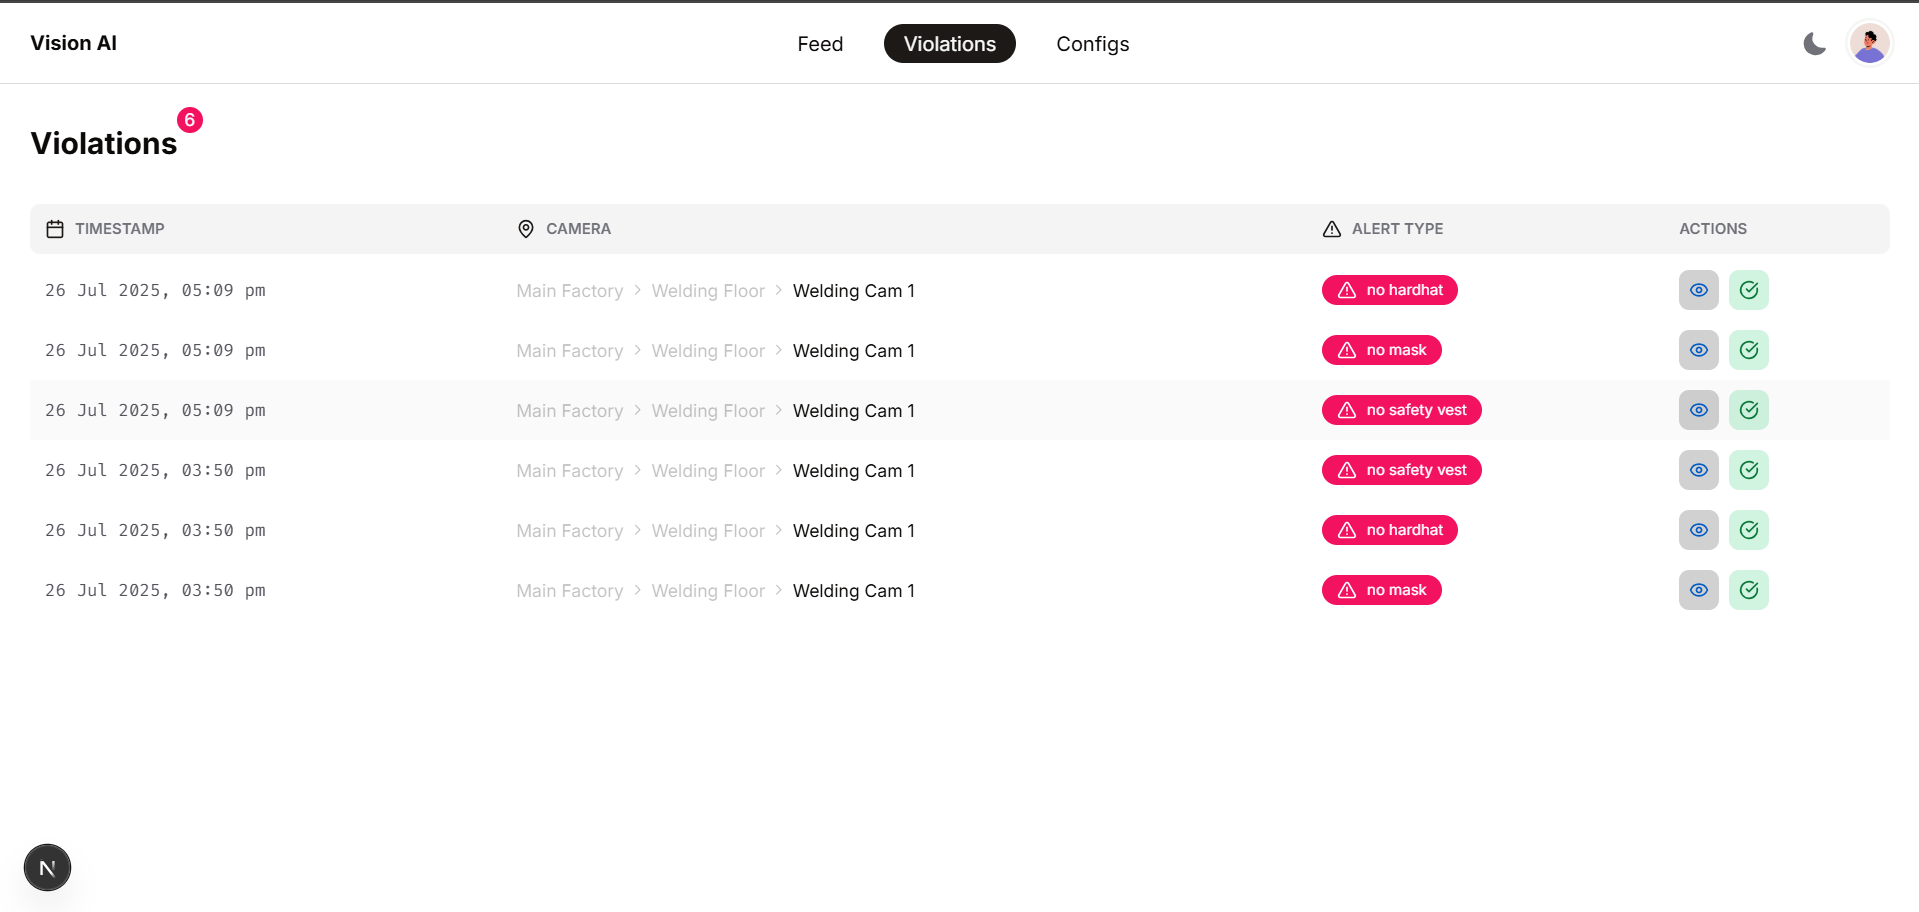 Vision AI Feed Violations Configs
Violations 6
TIMESTAMP CAMERA ALERT TYPE ACTIONS
26 Jul 2025, 05:09 pm Main Factory > Welding Floor > Welding Cam 1 no hardhat
26 Jul 2025, 05:09 pm Main Factory > Welding Floor > Welding Cam 1 no mask
26 Jul 2025, 05:09 pm Main Factory > Welding Floor > Welding Cam 1 no safety vest
26 Jul 2025, 03:50 pm Main Factory > Welding Floor > Welding Cam 1 no safety vest
26 Jul 2025, 03:50 pm Main Factory > Welding Floor > Welding Cam 1 no hardhat
26 Jul 2025, 03:50 pm Main Factory > Welding Floor > Welding Cam 1 no mask
N